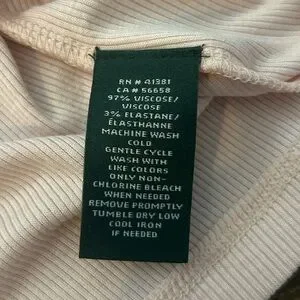 RN # 41381
CA # 56658
97% VISCOSE/
VISCOSE
3% ELASTANE/
ÉLASTHANNE
MACHINE WASH
COLD
GENTLE CYCLE
WASH WITH
LIKE COLORS
ONLY NON-
CHLORINE BLEACH
WHEN NEEDED
REMOVE PROMPTLY
TUMBLE DRY LOW
COOL IRON
IF NEEDED